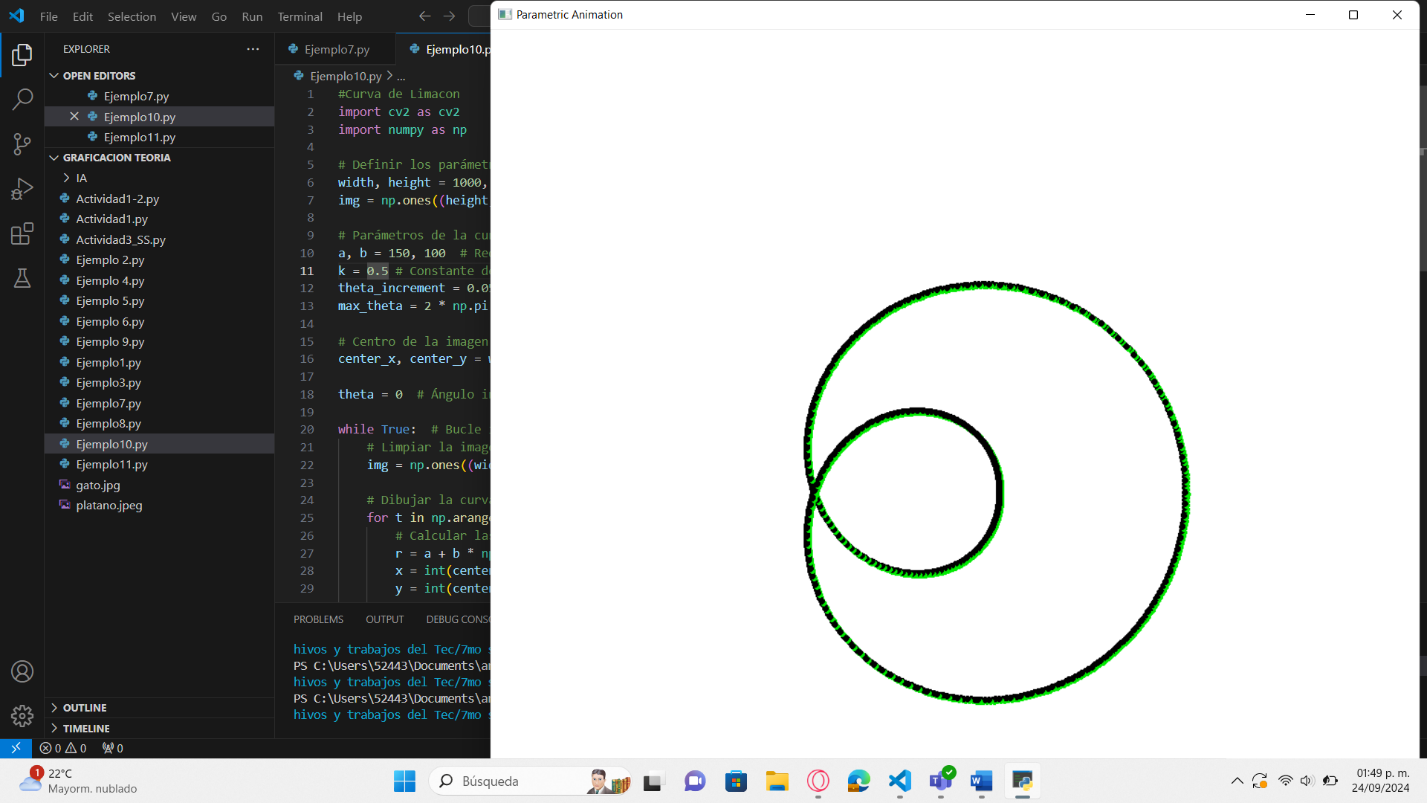 File Edit Selection View Go Run Terminal Help
Parametric Animation
EXPLORER
OPEN EDITORS
Ejemplo7.py
Ejemplo10.py
Ejemplo11.py
GRAFICACION TEORIA
IA
Actividad1-2.py
Actividad1.py
Actividad3_SS.py
Ejemplo 2.py
Ejemplo 4.py
Ejemplo 5.py
Ejemplo 6.py
Ejemplo 9.py
Ejemplo1.py
Ejemplo3.py
Ejemplo7.py
Ejemplo8.py
Ejemplo10.py
Ejemplo11.py
gato.jpg
platano.jpeg
OUTLINE
TIMELINE
Ejemplo7.py Ejemplo10.p
Ejemplo10.py > ...
1 #Curva de Limacon
2 import cv2 as cv2
3 import numpy as np
4
5 # Definir los parámetr
6 width, height = 1000,
7 img = np.ones((height
8
9 # Parámetros de la cu
10 a, b = 150, 100 # Re
11 k = 0.5 # Constante d
12 theta_increment = 0.0
13 max_theta = 2 * np.pi
14
15 # Centro de la imagen
16 center_x, center_y = w
17
18 theta = 0 # Ángulo in
19
20 while True: # Bucle
21 # Limpiar la image
22 img = np.ones((wi
23
24 # Dibujar la curva
25 for t in np.arang
26 # Calcular la
27 r = a + b * np
28 x = int(cente
29 y = int(cente
PROBLEMS OUTPUT DEBUG CONS
hivos y trabajos del Tec/7mo s
PS C:\Users\52443\Documents\a
hivos y trabajos del Tec/7mo s
PS C:\Users\52443\Documents\a
hivos y trabajos del Tec/7mo s
0 0 0
1
22°C
Mayorm. nublado
Búsqueda
01:49 p. m.
24/09/2024